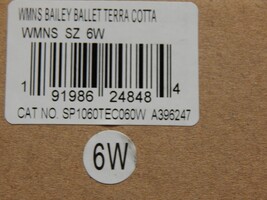 WMNS BAILEY BALLET TERRA COTTA
WMNS SZ 6W
1 91986 24848 4
CAT NO. SP1060TEC060W A396247
6W